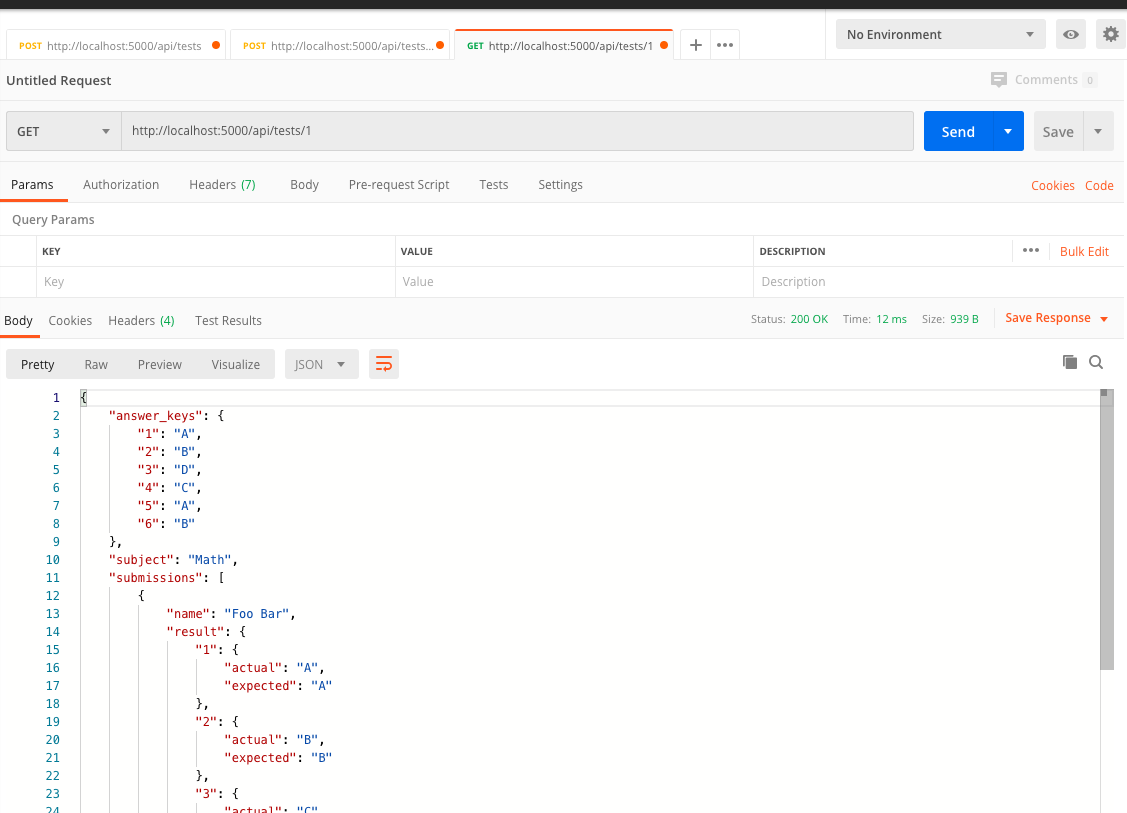 POST http://localhost:5000/api/tests
POST http://localhost:5000/api/tests...
GET http://localhost:5000/api/tests/1
No Environment
Untitled Request
Comments 0
GET
http://localhost:5000/api/tests/1
Send
Save
Params Authorization Headers (7) Body Pre-request Script Tests Settings Cookies Code
Query Params
KEY VALUE DESCRIPTION ••• Bulk Edit
Key Value Description
Body Cookies Headers (4) Test Results Status: 200 OK Time: 12 ms Size: 939 B Save Response
Pretty Raw Preview Visualize JSON
1 {
2 "answer_keys": {
3 "1": "A",
4 "2": "B",
5 "3": "D",
6 "4": "C",
7 "5": "A",
8 "6": "B"
9 },
10 "subject": "Math",
11 "submissions": [
12 {
13 "name": "Foo Bar",
14 "result": {
15 "1": {
16 "actual": "A",
17 "expected": "A"
18 },
19 "2": {
20 "actual": "B",
21 "expected": "B"
22 },
23 "3": {
24 "actual": "C"